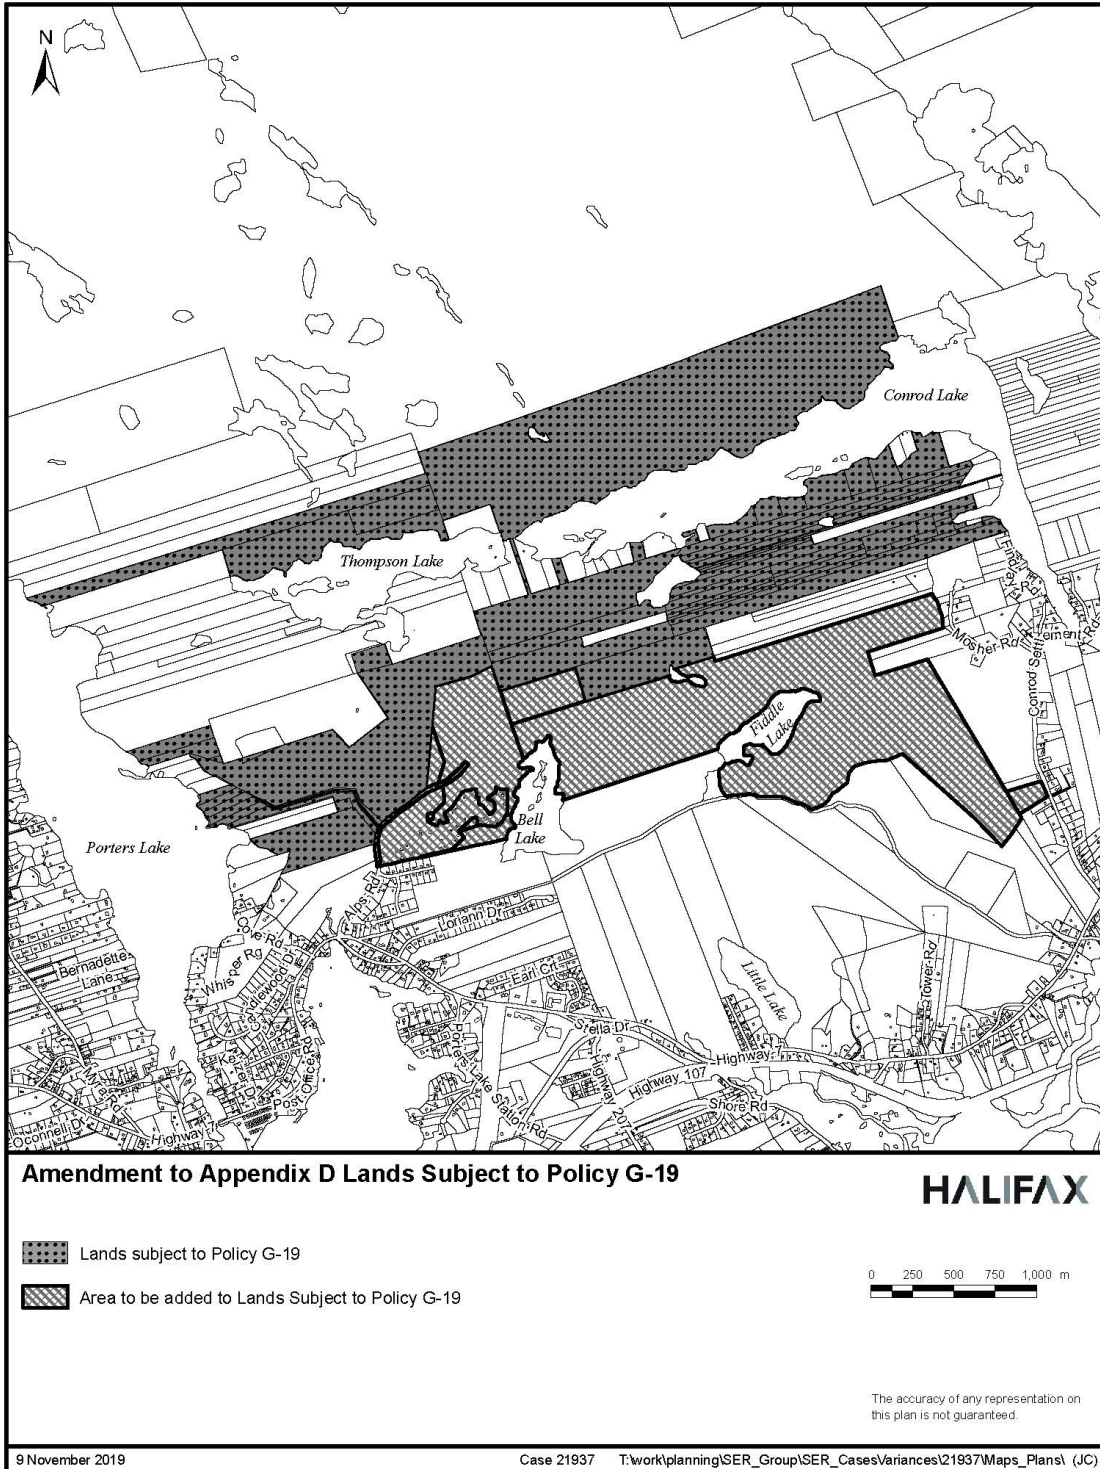 N
Conrod Lake
Thompson Lake
Mosher Rd
Conrod Settlement Rd
Fiddle
Lake
Bell
Lake
Porters Lake
Alps Rd
Loriann Dr
Cove Rd
Whisper Rg
Bernadette
Lane
Earl Crt
Little Lake
Tower Rd
Stella Dr
Highway 7
Highway 107
Highway 207
Porters Lake Station Rd
Shore Rd
Post Office Rd
Oconnell Dr
Highway 7
Amendment to Appendix D Lands Subject to Policy G-19
HALIFAX
Lands subject to Policy G-19
Area to be added to Lands Subject to Policy G-19
0 250 500 750 1,000 m
The accuracy of any representation on
this plan is not guaranteed.
9 November 2019
Case 21937
T:\work\planning\SER_Group\SER_Cases\Variances\21937\Maps_Plans\ (JC)